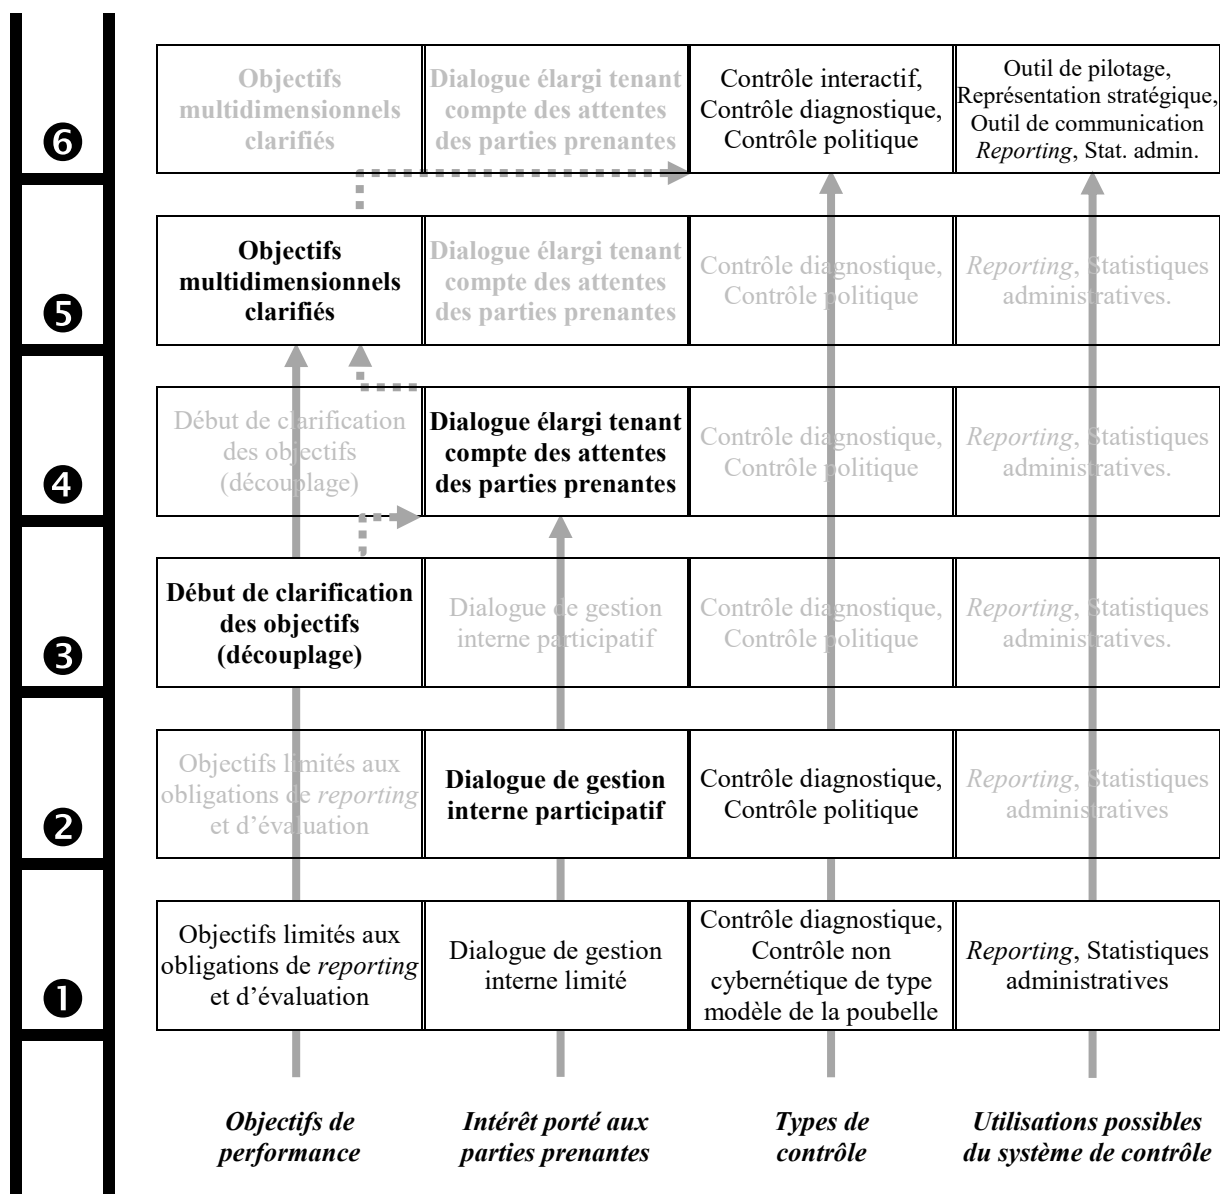 ❻
Objectifs
multidimensionnels
clarifiés
Dialogue élargi tenant
compte des attentes
des parties prenantes
Contrôle interactif,
Contrôle diagnostique,
Contrôle politique
Outil de pilotage,
Représentation stratégique,
Outil de communication
Reporting, Stat. admin.
❺
Objectifs
multidimensionnels
clarifiés
Dialogue élargi tenant
compte des attentes
des parties prenantes
Contrôle diagnostique,
Contrôle politique
Reporting, Statistiques
administratives.
❹
Début de clarification
des objectifs
(découplage)
Dialogue élargi tenant
compte des attentes
des parties prenantes
Contrôle diagnostique,
Contrôle politique
Reporting, Statistiques
administratives.
❸
Début de clarification
des objectifs
(découplage)
Dialogue de gestion
interne participatif
Contrôle diagnostique,
Contrôle politique
Reporting, Statistiques
administratives.
❷
Objectifs limités aux
obligations de reporting
et d'évaluation
Dialogue de gestion
interne participatif
Contrôle diagnostique,
Contrôle politique
Reporting, Statistiques
administratives
❶
Objectifs limités aux
obligations de reporting
et d'évaluation
Dialogue de gestion
interne limité
Contrôle diagnostique,
Contrôle non
cybernétique de type
modèle de la poubelle
Reporting, Statistiques
administratives
Objectifs de
performance
Intérêt porté aux
parties prenantes
Types de
contrôle
Utilisations possibles
du système de contrôle